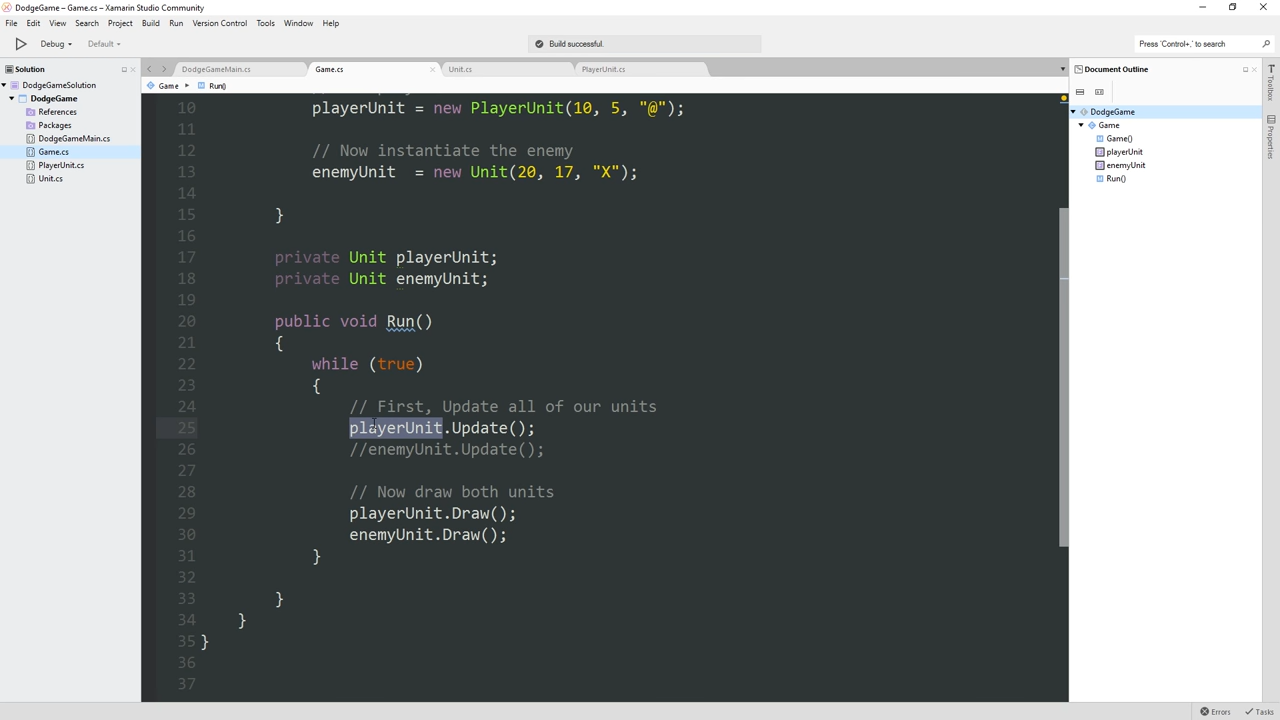 DodgeGame – Game.cs – Xamarin Studio Community
File Edit View Search Project Build Run Version Control Tools Window Help
Debug Default Build successful. Press 'Control+,' to search
Solution DodgeGameMain.cs Game.cs Unit.cs PlayerUnit.cs Document Outline
DodgeGameSolution
DodgeGame
References
Packages
DodgeGameMain.cs
Game.cs
PlayerUnit.cs
Unit.cs
Game Run()
10 playerUnit = new PlayerUnit(10, 5, "@");
11
12 // Now instantiate the enemy
13 enemyUnit  = new Unit(20, 17, "X");
14
15 }
16
17 private Unit playerUnit;
18 private Unit enemyUnit;
19
20 public void Run()
21 {
22 while (true)
23 {
24 // First, Update all of our units
25 playerUnit.Update();
26 //enemyUnit.Update();
27
28 // Now draw both units
29 playerUnit.Draw();
30 enemyUnit.Draw();
31 }
32
33 }
34 }
35 }
36
37
DodgeGame
Game
Game()
playerUnit
enemyUnit
Run()
Toolbox
Properties
Errors Tasks